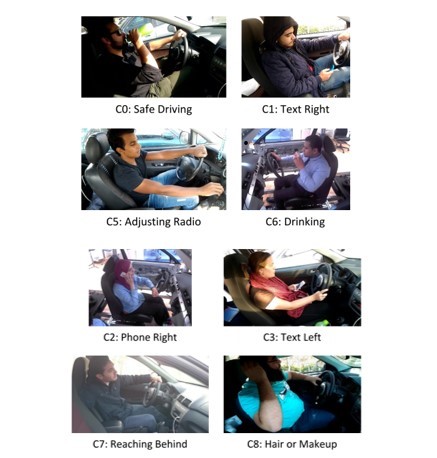 C0: Safe Driving
C1: Text Right
C5: Adjusting Radio
C6: Drinking
C2: Phone Right
C3: Text Left
C7: Reaching Behind
C8: Hair or Makeup